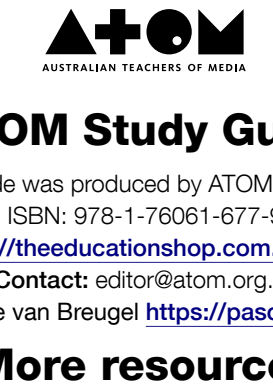 ATOM
AUSTRALIAN TEACHERS OF MEDIA
OM Study Gu
de was produced by ATOM
ISBN: 978-1-76061-677-9
//theeducationshop.com.
Contact: editor@atom.org.
e van Breugel https://pasc
More resource